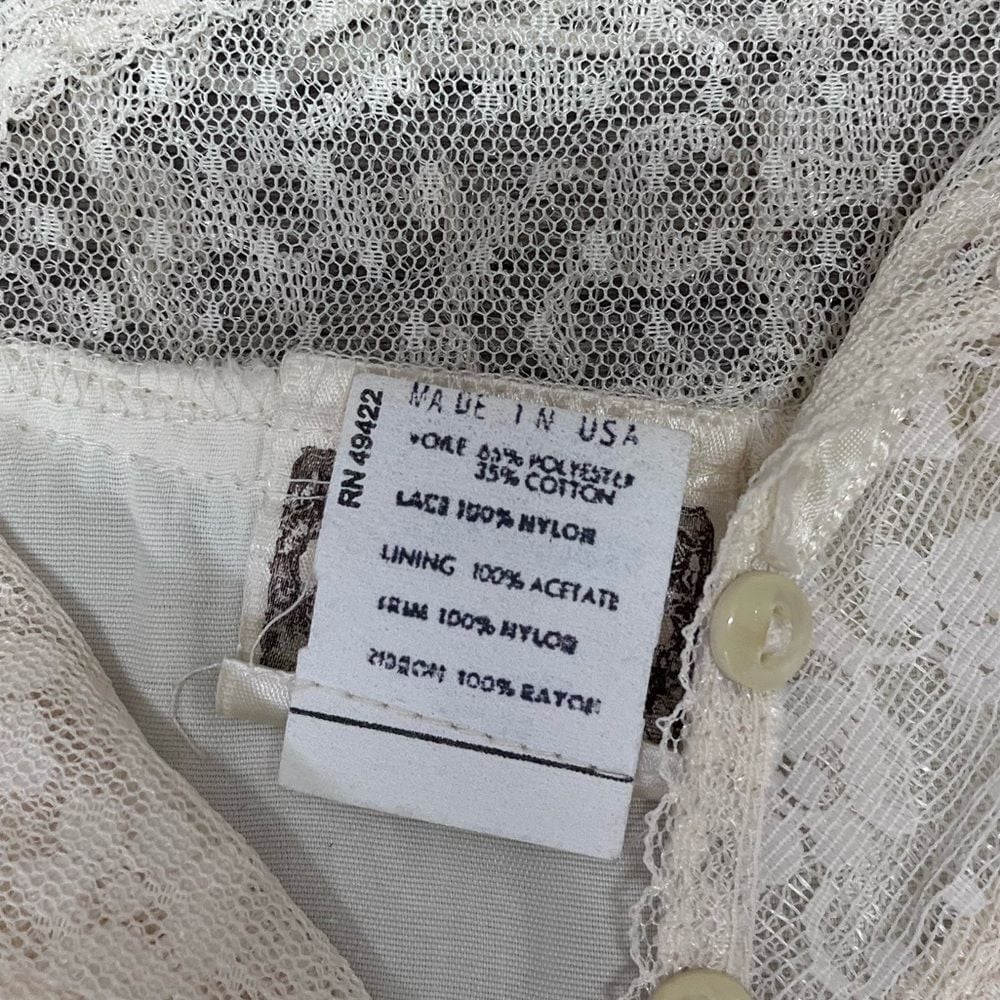 RN 49422
MADE IN USA
65% POLYESTER
35% COTTON
LACE 100% NYLON
LINING 100% ACETATE
TRIM 100% NYLON
RIBBON 100% RAYON